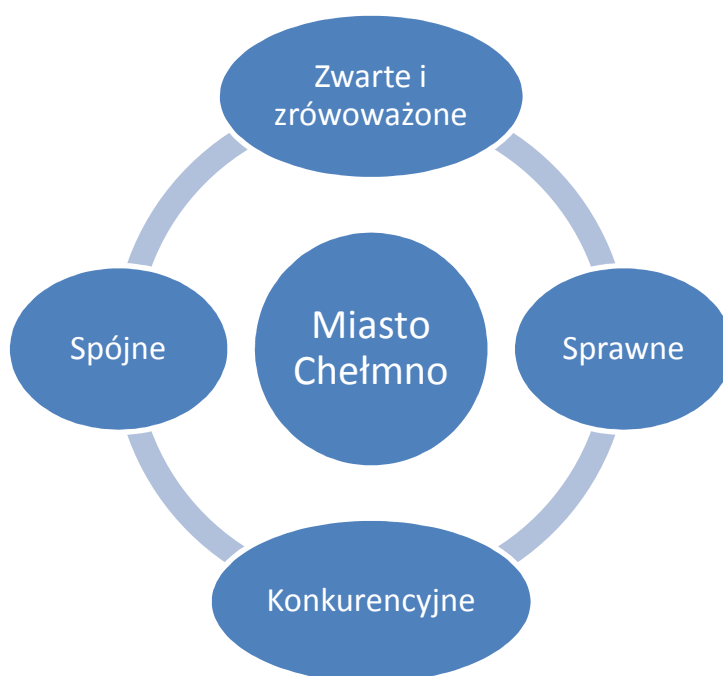 Zwarte i
zrówoważone
Spójne
Miasto
Chełmno
Sprawne
Konkurencyjne